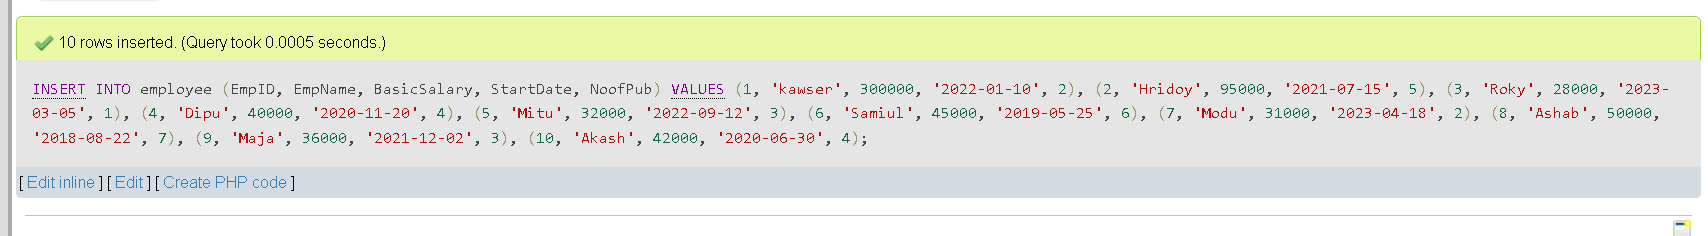 10 rows inserted. (Query took 0.0005 seconds.)
INSERT INTO employee (EmpID, EmpName, BasicSalary, StartDate, NoofPub) VALUES (1, 'kawser', 300000, '2022-01-10', 2), (2, 'Hridoy', 95000, '2021-07-15', 5), (3, 'Roky', 28000, '2023-
03-05', 1), (4, 'Dipu', 40000, '2020-11-20', 4), (5, 'Mitu', 32000, '2022-09-12', 3), (6, 'Samiul', 45000, '2019-05-25', 6), (7, 'Modu', 31000, '2023-04-18', 2), (8, 'Ashab', 50000,
'2018-08-22', 7), (9, 'Maja', 36000, '2021-12-02', 3), (10, 'Akash', 42000, '2020-06-30', 4);
[ Edit inline ] [ Edit ] [ Create PHP code ]